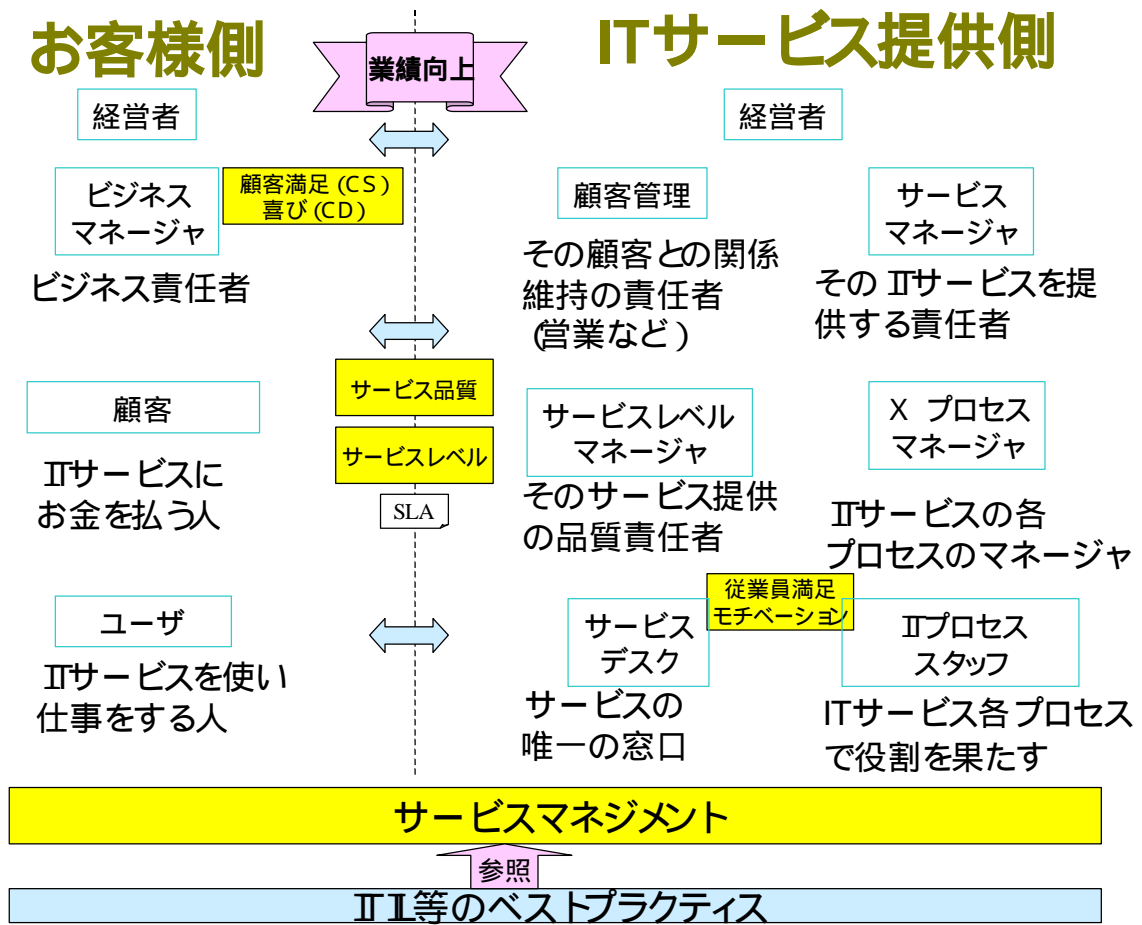 お客様側
業績向上
ITサービス提供側
経営者
経営者
ビジネス
マネージャ
顧客満足(CS)
喜び(CD)
顧客管理
サービス
マネージャ
ビジネス責任者
その顧客との関係
維持の責任者
(営業など)
そのITサービスを提
供する責任者
サービス品質
サービスレベル
SLA
顧客
ITサービスに
お金を払う人
サービスレベル
マネージャ
そのサービス提供
の品質責任者
X プロセス
マネージャ
ITサービスの各
プロセスのマネージャ
従業員満足
モチベーション
ユーザ
ITサービスを使い
仕事をする人
サービス
デスク
サービスの
唯一の窓口
ITプロセス
スタッフ
ITサービス各プロセス
で役割を果たす
サービスマネジメント
参照
ITIL等のベストプラクティス